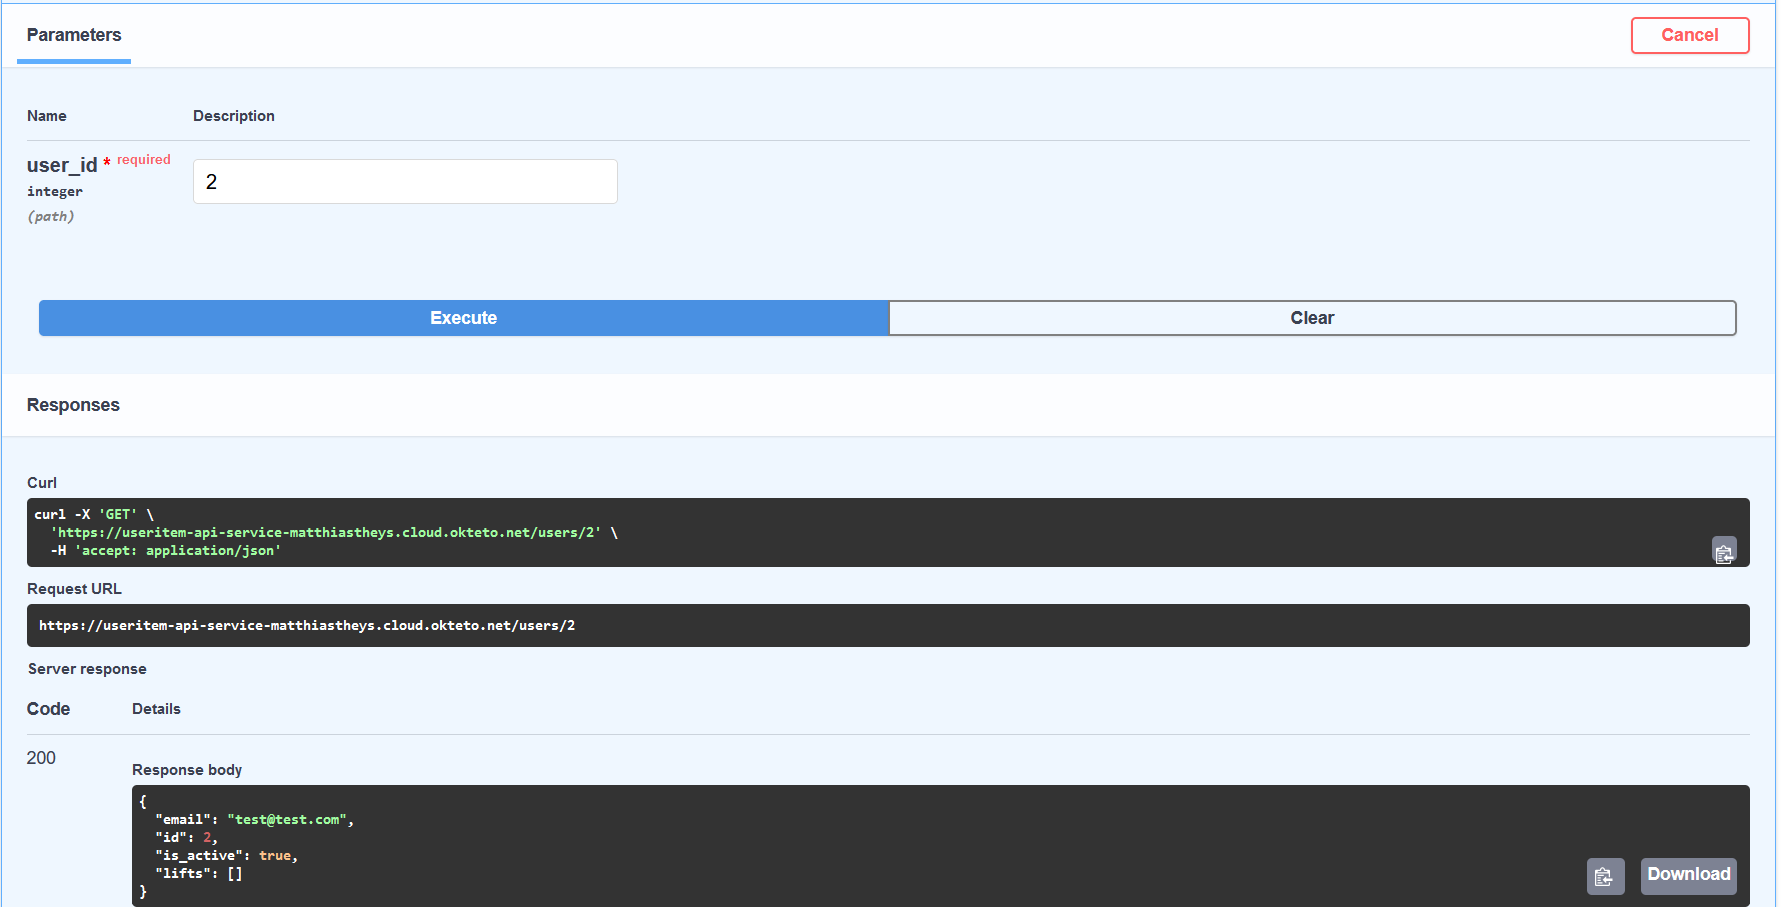 Parameters
Cancel
Name Description
user_id * required
integer
(path)
2
Execute Clear
Responses
Curl
curl -X 'GET' \
  'https://useritem-api-service-matthiastheys.cloud.okteto.net/users/2' \
  -H 'accept: application/json'
Request URL
https://useritem-api-service-matthiastheys.cloud.okteto.net/users/2
Server response
Code Details
200
Response body
{
  "email": "test@test.com",
  "id": 2,
  "is_active": true,
  "lifts": []
}
Download